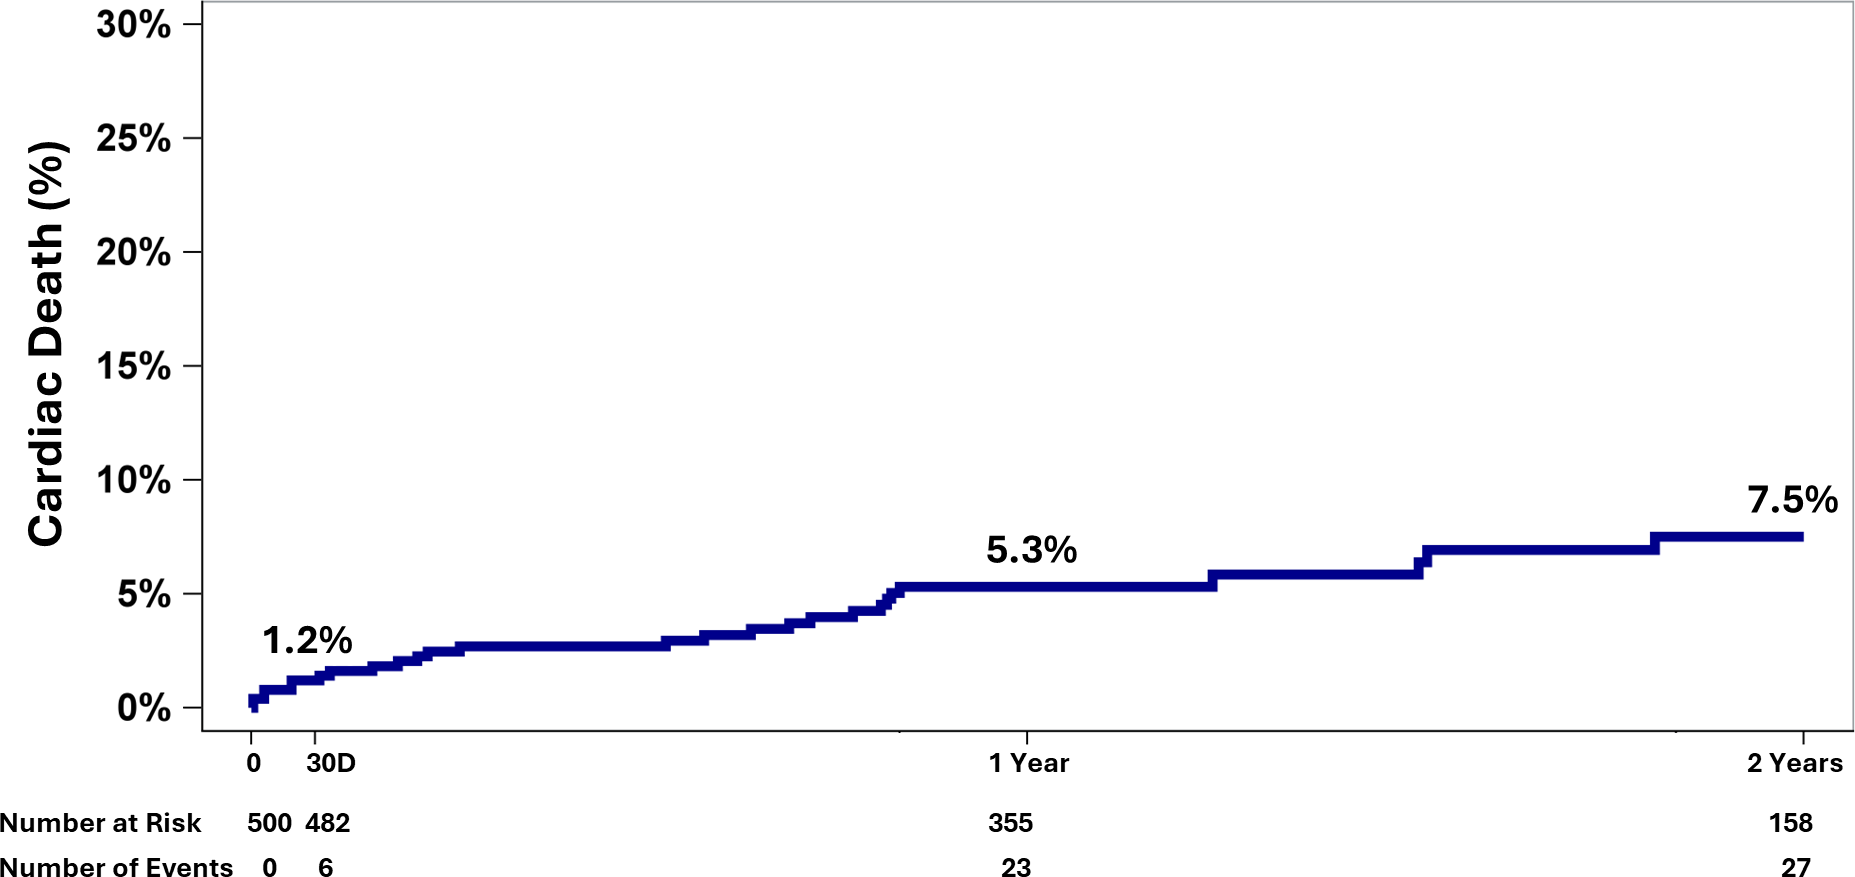 Cardiac Death (%)
30%
25%
20%
15%
10%
5%
0%
1.2%
5.3%
7.5%
0 30D 1 Year 2 Years
Number at Risk 500 482 355 158
Number of Events 0 6 23 27